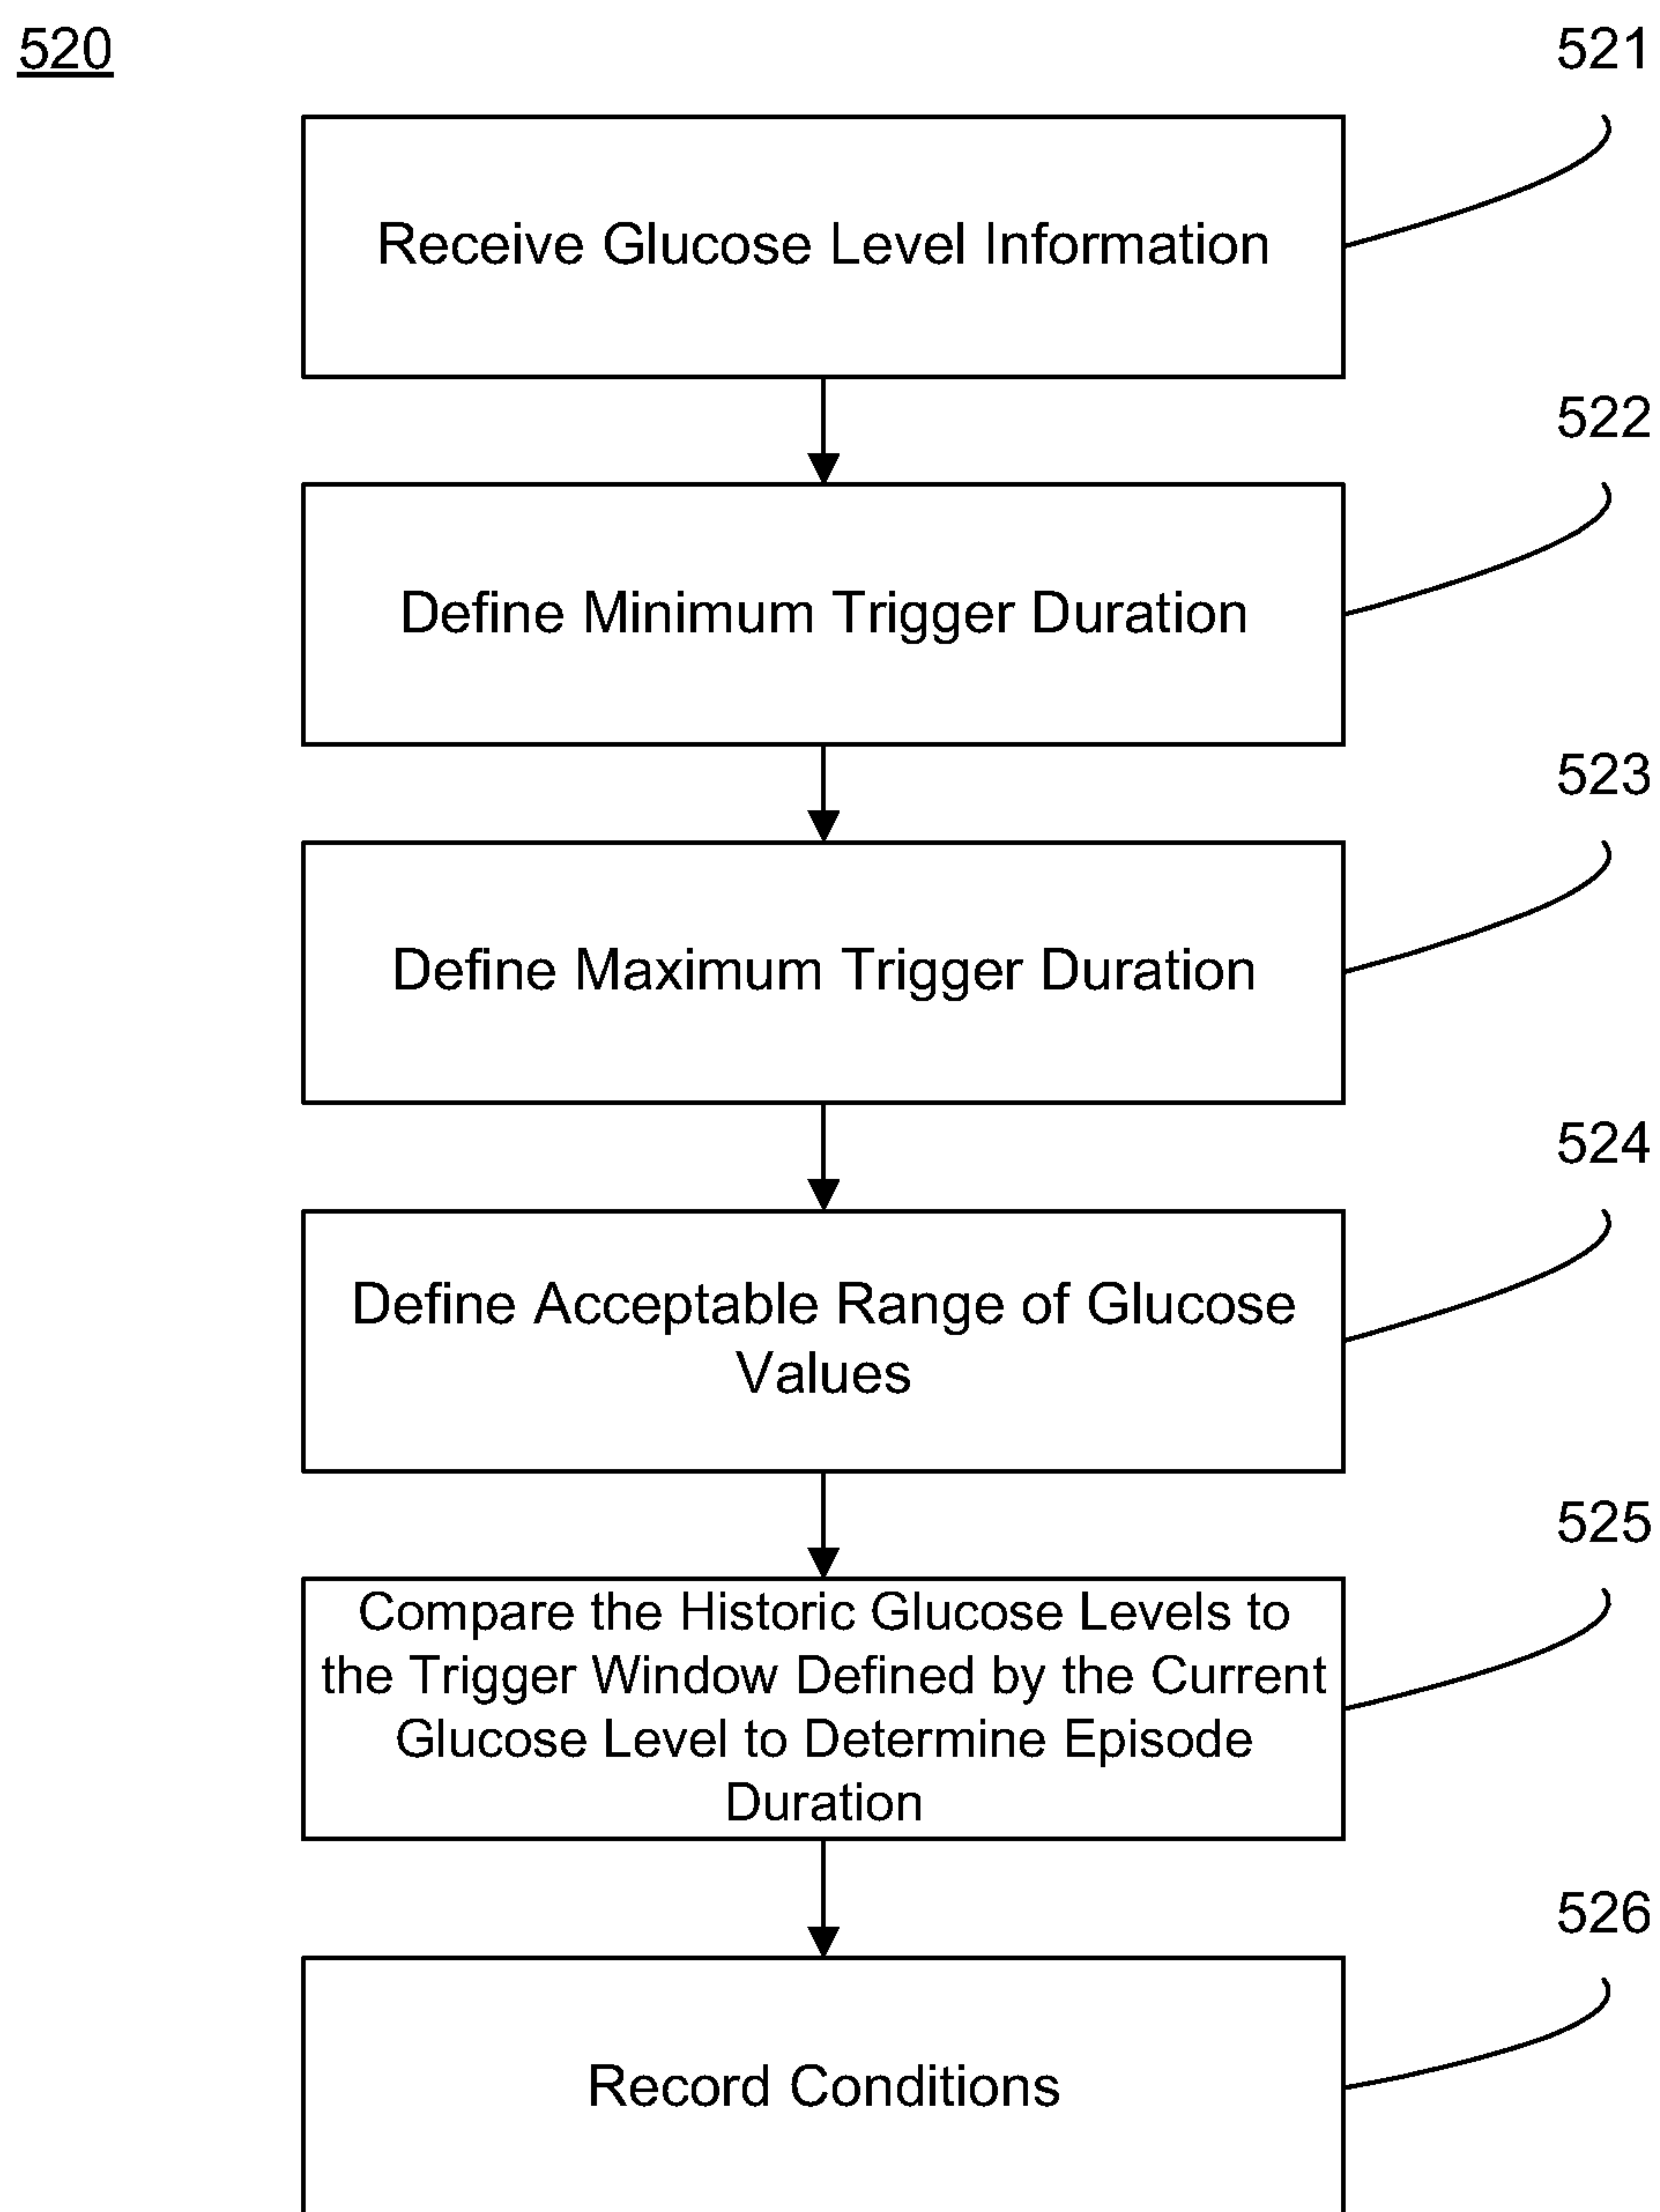 520
521
Receive Glucose Level Information
522
Define Minimum Trigger Duration
523
Define Maximum Trigger Duration
524
Define Acceptable Range of Glucose
Values
525
Compare the Historic Glucose Levels to
the Trigger Window Defined by the Current
Glucose Level to Determine Episode
Duration
526
Record Conditions